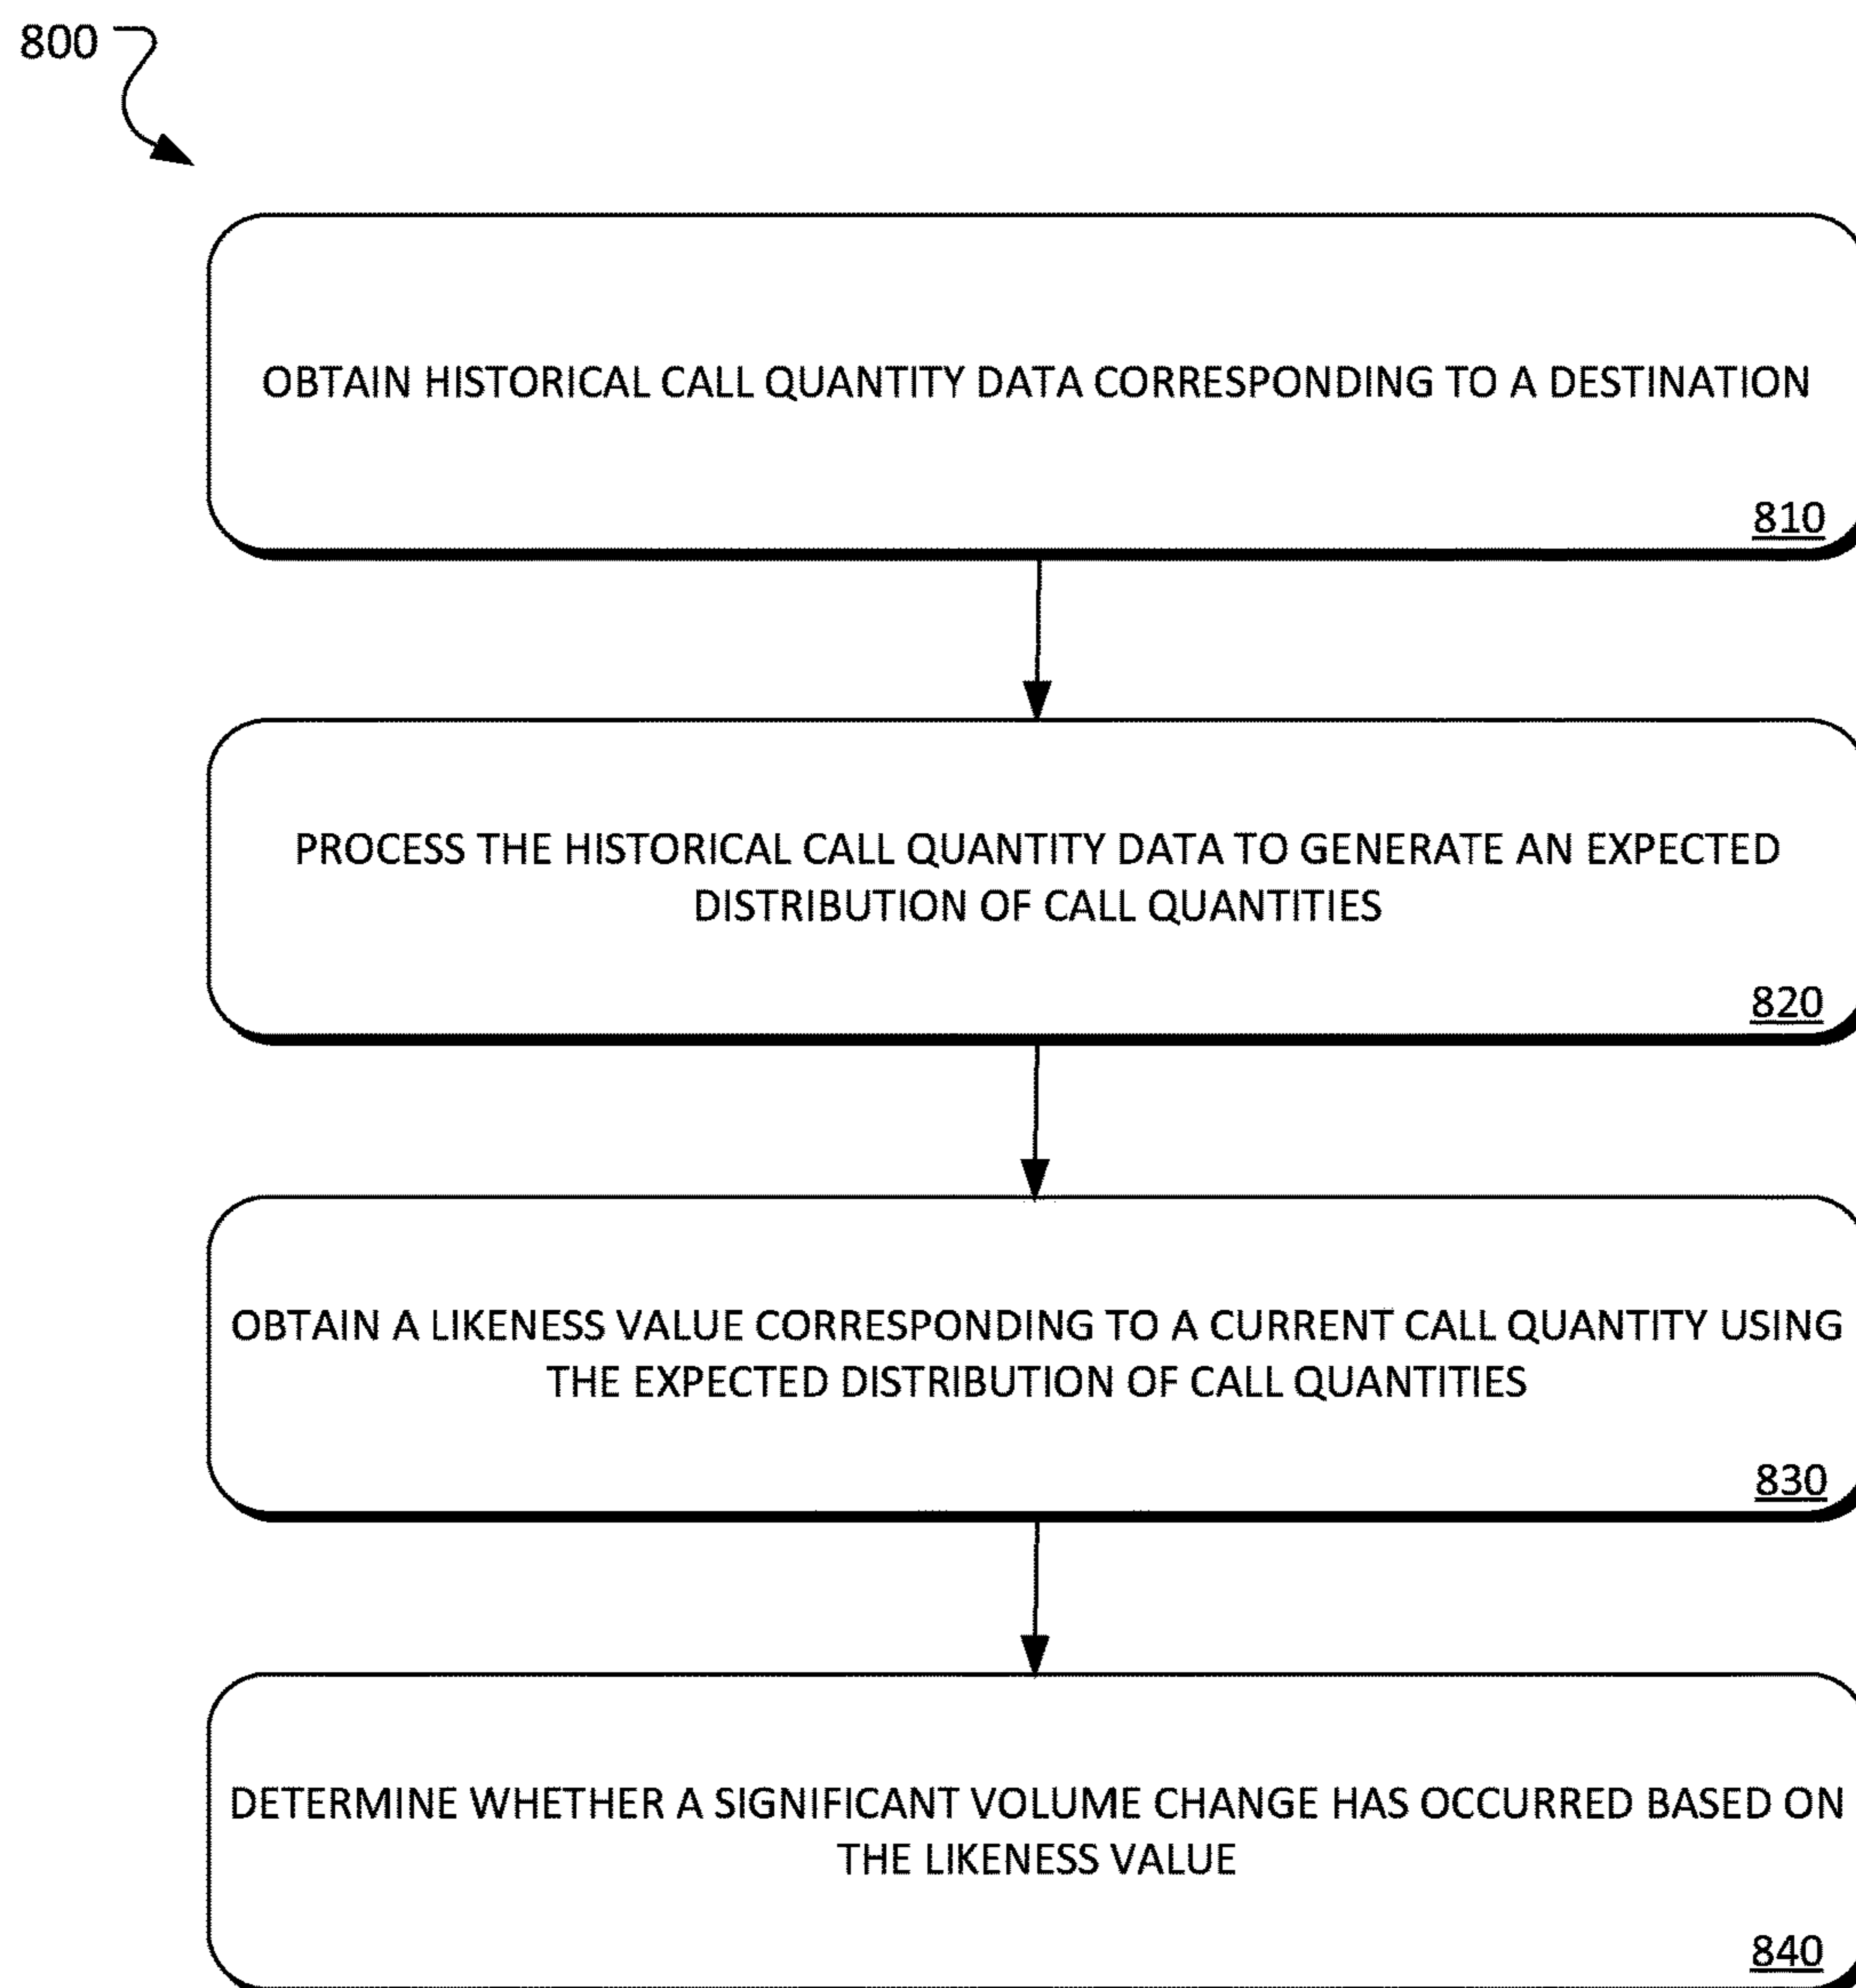 800
OBTAIN HISTORICAL CALL QUANTITY DATA CORRESPONDING TO A DESTINATION
810
PROCESS THE HISTORICAL CALL QUANTITY DATA TO GENERATE AN EXPECTED
DISTRIBUTION OF CALL QUANTITIES
820
OBTAIN A LIKENESS VALUE CORRESPONDING TO A CURRENT CALL QUANTITY USING
THE EXPECTED DISTRIBUTION OF CALL QUANTITIES
830
DETERMINE WHETHER A SIGNIFICANT VOLUME CHANGE HAS OCCURRED BASED ON
THE LIKENESS VALUE
840